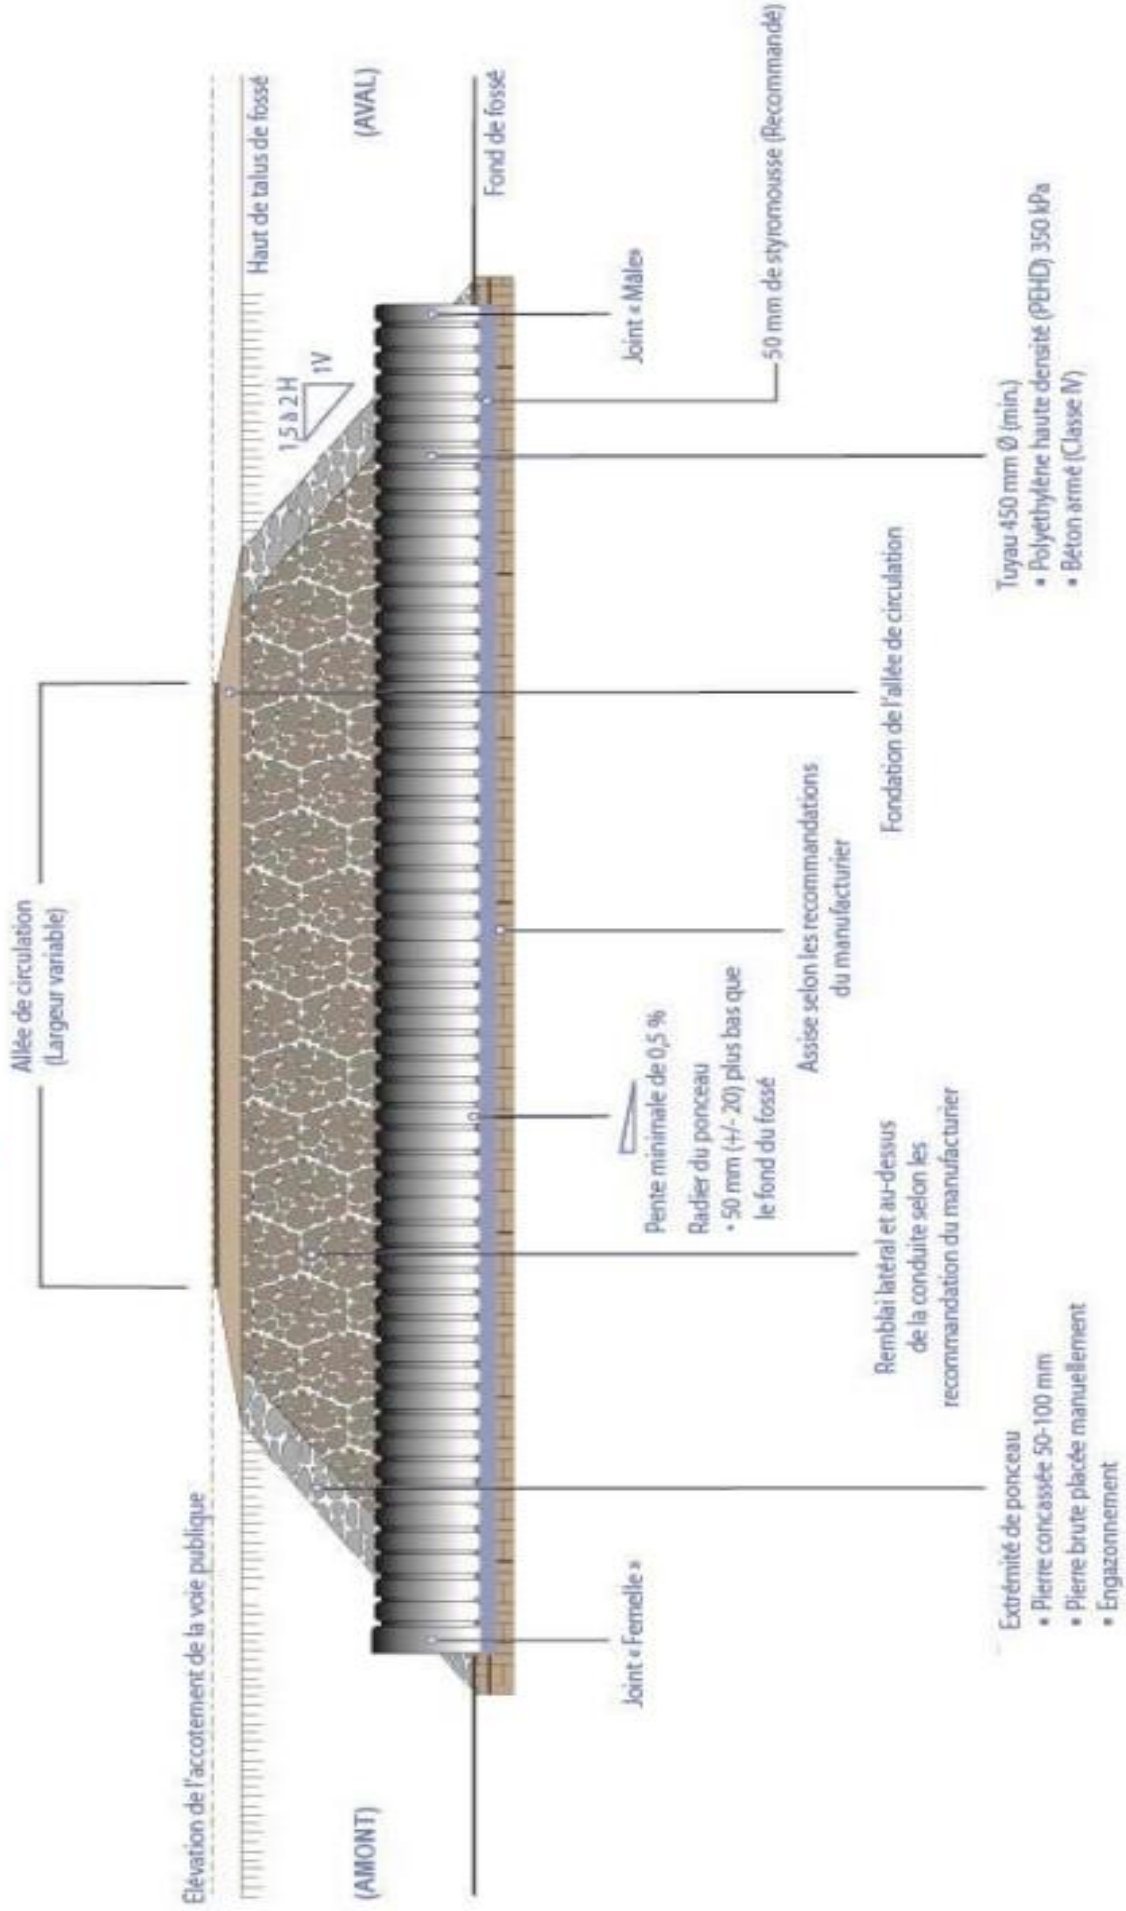 Allée de circulation
(Largeur variable)
Élévation de l'accotement de la voie publique
Haut de talus de fossé
1,5 à 2 H
1V
(AMONT)
(AVAL)
Fond de fossé
Joint « Femelle »
Pente minimale de 0,5 %
Radier du ponceau
• 50 mm (+/- 20) plus bas que
le fond du fossé
Joint « Mâle»
50 mm de styromousse (Recommandé)
Assise selon les recommandations
du manufacturier
Remblai latéral et au-dessus
de la conduite selon les
recommandation du manufacturier
Fondation de l'allée de circulation
Extrémité de ponceau
• Pierre concassée 50-100 mm
• Pierre brute placée manuellement
• Engazonnement
Tuyau 450 mm Ø (min.)
• Polyéthylène haute densité (PEHD) 350 kPa
• Béton armé (Classe IV)